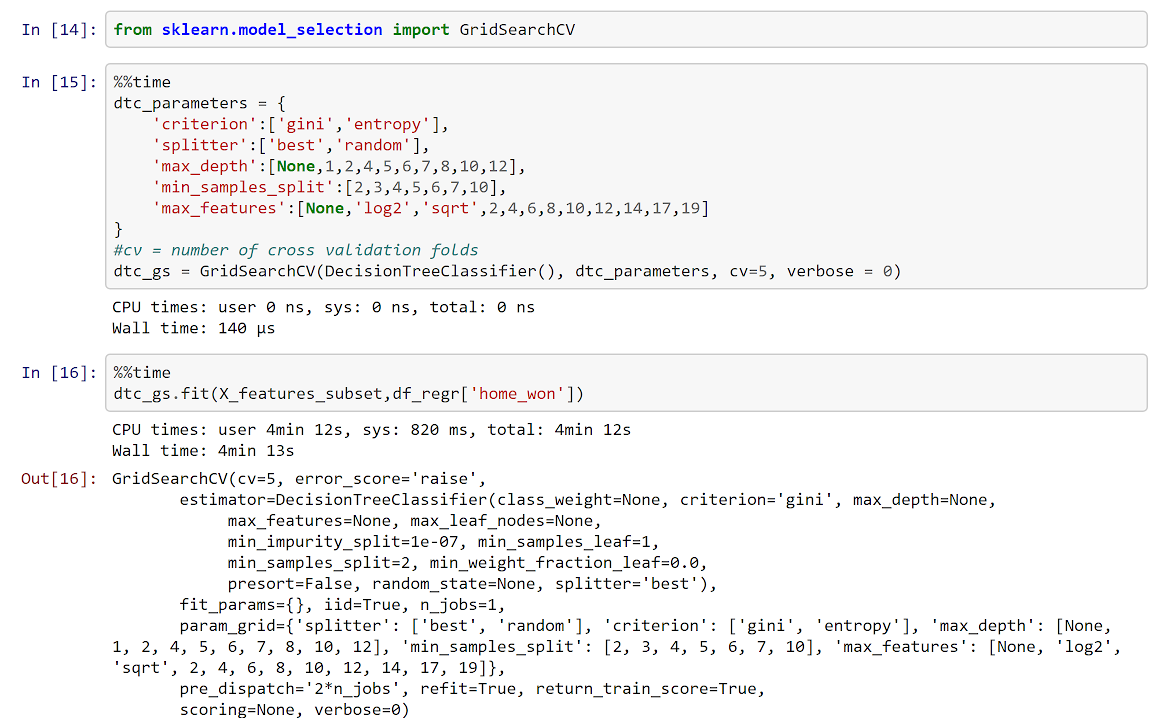 In [14]: from sklearn.model_selection import GridSearchCV
In [15]: %%time
dtc_parameters = {
    'criterion':['gini','entropy'],
    'splitter':['best','random'],
    'max_depth':[None,1,2,4,5,6,7,8,10,12],
    'min_samples_split':[2,3,4,5,6,7,10],
    'max_features':[None,'log2','sqrt',2,4,6,8,10,12,14,17,19]
}
#cv = number of cross validation folds
dtc_gs = GridSearchCV(DecisionTreeClassifier(), dtc_parameters, cv=5, verbose = 0)
CPU times: user 0 ns, sys: 0 ns, total: 0 ns
Wall time: 140 µs
In [16]: %%time
dtc_gs.fit(X_features_subset,df_regr['home_won'])
CPU times: user 4min 12s, sys: 820 ms, total: 4min 12s
Wall time: 4min 13s
Out[16]: GridSearchCV(cv=5, error_score='raise',
       estimator=DecisionTreeClassifier(class_weight=None, criterion='gini', max_depth=None,
            max_features=None, max_leaf_nodes=None,
            min_impurity_split=1e-07, min_samples_leaf=1,
            min_samples_split=2, min_weight_fraction_leaf=0.0,
            presort=False, random_state=None, splitter='best'),
       fit_params={}, iid=True, n_jobs=1,
       param_grid={'splitter': ['best', 'random'], 'criterion': ['gini', 'entropy'], 'max_depth': [None,
1, 2, 4, 5, 6, 7, 8, 10, 12], 'min_samples_split': [2, 3, 4, 5, 6, 7, 10], 'max_features': [None, 'log2',
'sqrt', 2, 4, 6, 8, 10, 12, 14, 17, 19]},
       pre_dispatch='2*n_jobs', refit=True, return_train_score=True,
       scoring=None, verbose=0)